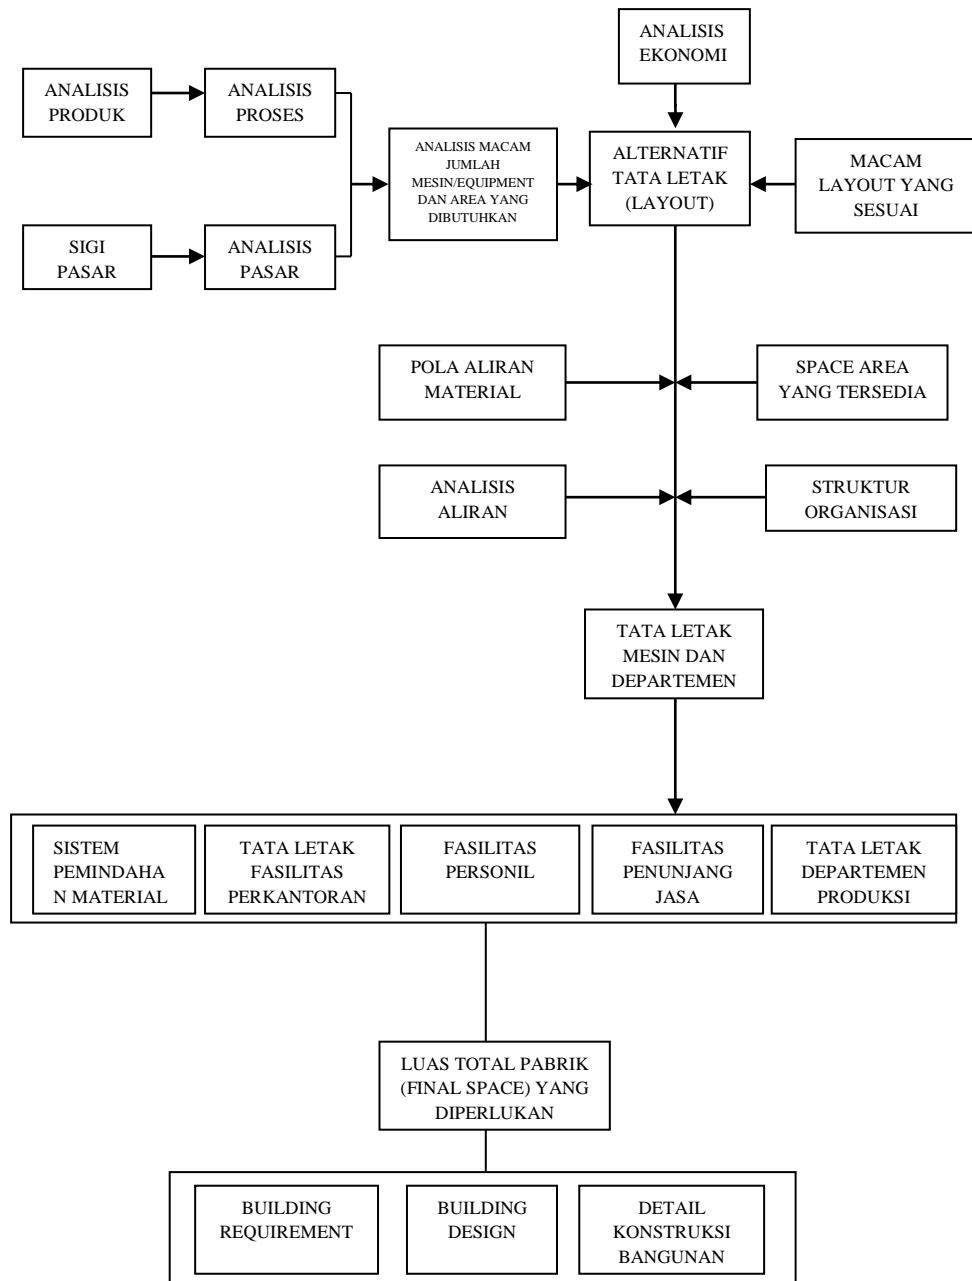 ANALISIS
EKONOMI
ANALISIS
PRODUK
ANALISIS
PROSES
ANALISIS MACAM
JUMLAH
MESIN/EQUIPMENT
DAN AREA YANG
DIBUTUHKAN
ALTERNATIF
TATA LETAK
(LAYOUT)
MACAM
LAYOUT YANG
SESUAI
SIGI
PASAR
ANALISIS
PASAR
POLA ALIRAN
MATERIAL
SPACE AREA
YANG TERSEDIA
ANALISIS
ALIRAN
STRUKTUR
ORGANISASI
TATA LETAK
MESIN DAN
DEPARTEMEN
SISTEM
PEMINDAHA
N MATERIAL
TATA LETAK
FASILITAS
PERKANTORAN
FASILITAS
PERSONIL
FASILITAS
PENUNJANG
JASA
TATA LETAK
DEPARTEMEN
PRODUKSI
LUAS TOTAL PABRIK
(FINAL SPACE) YANG
DIPERLUKAN
BUILDING
REQUIREMENT
BUILDING
DESIGN
DETAIL
KONSTRUKSI
BANGUNAN